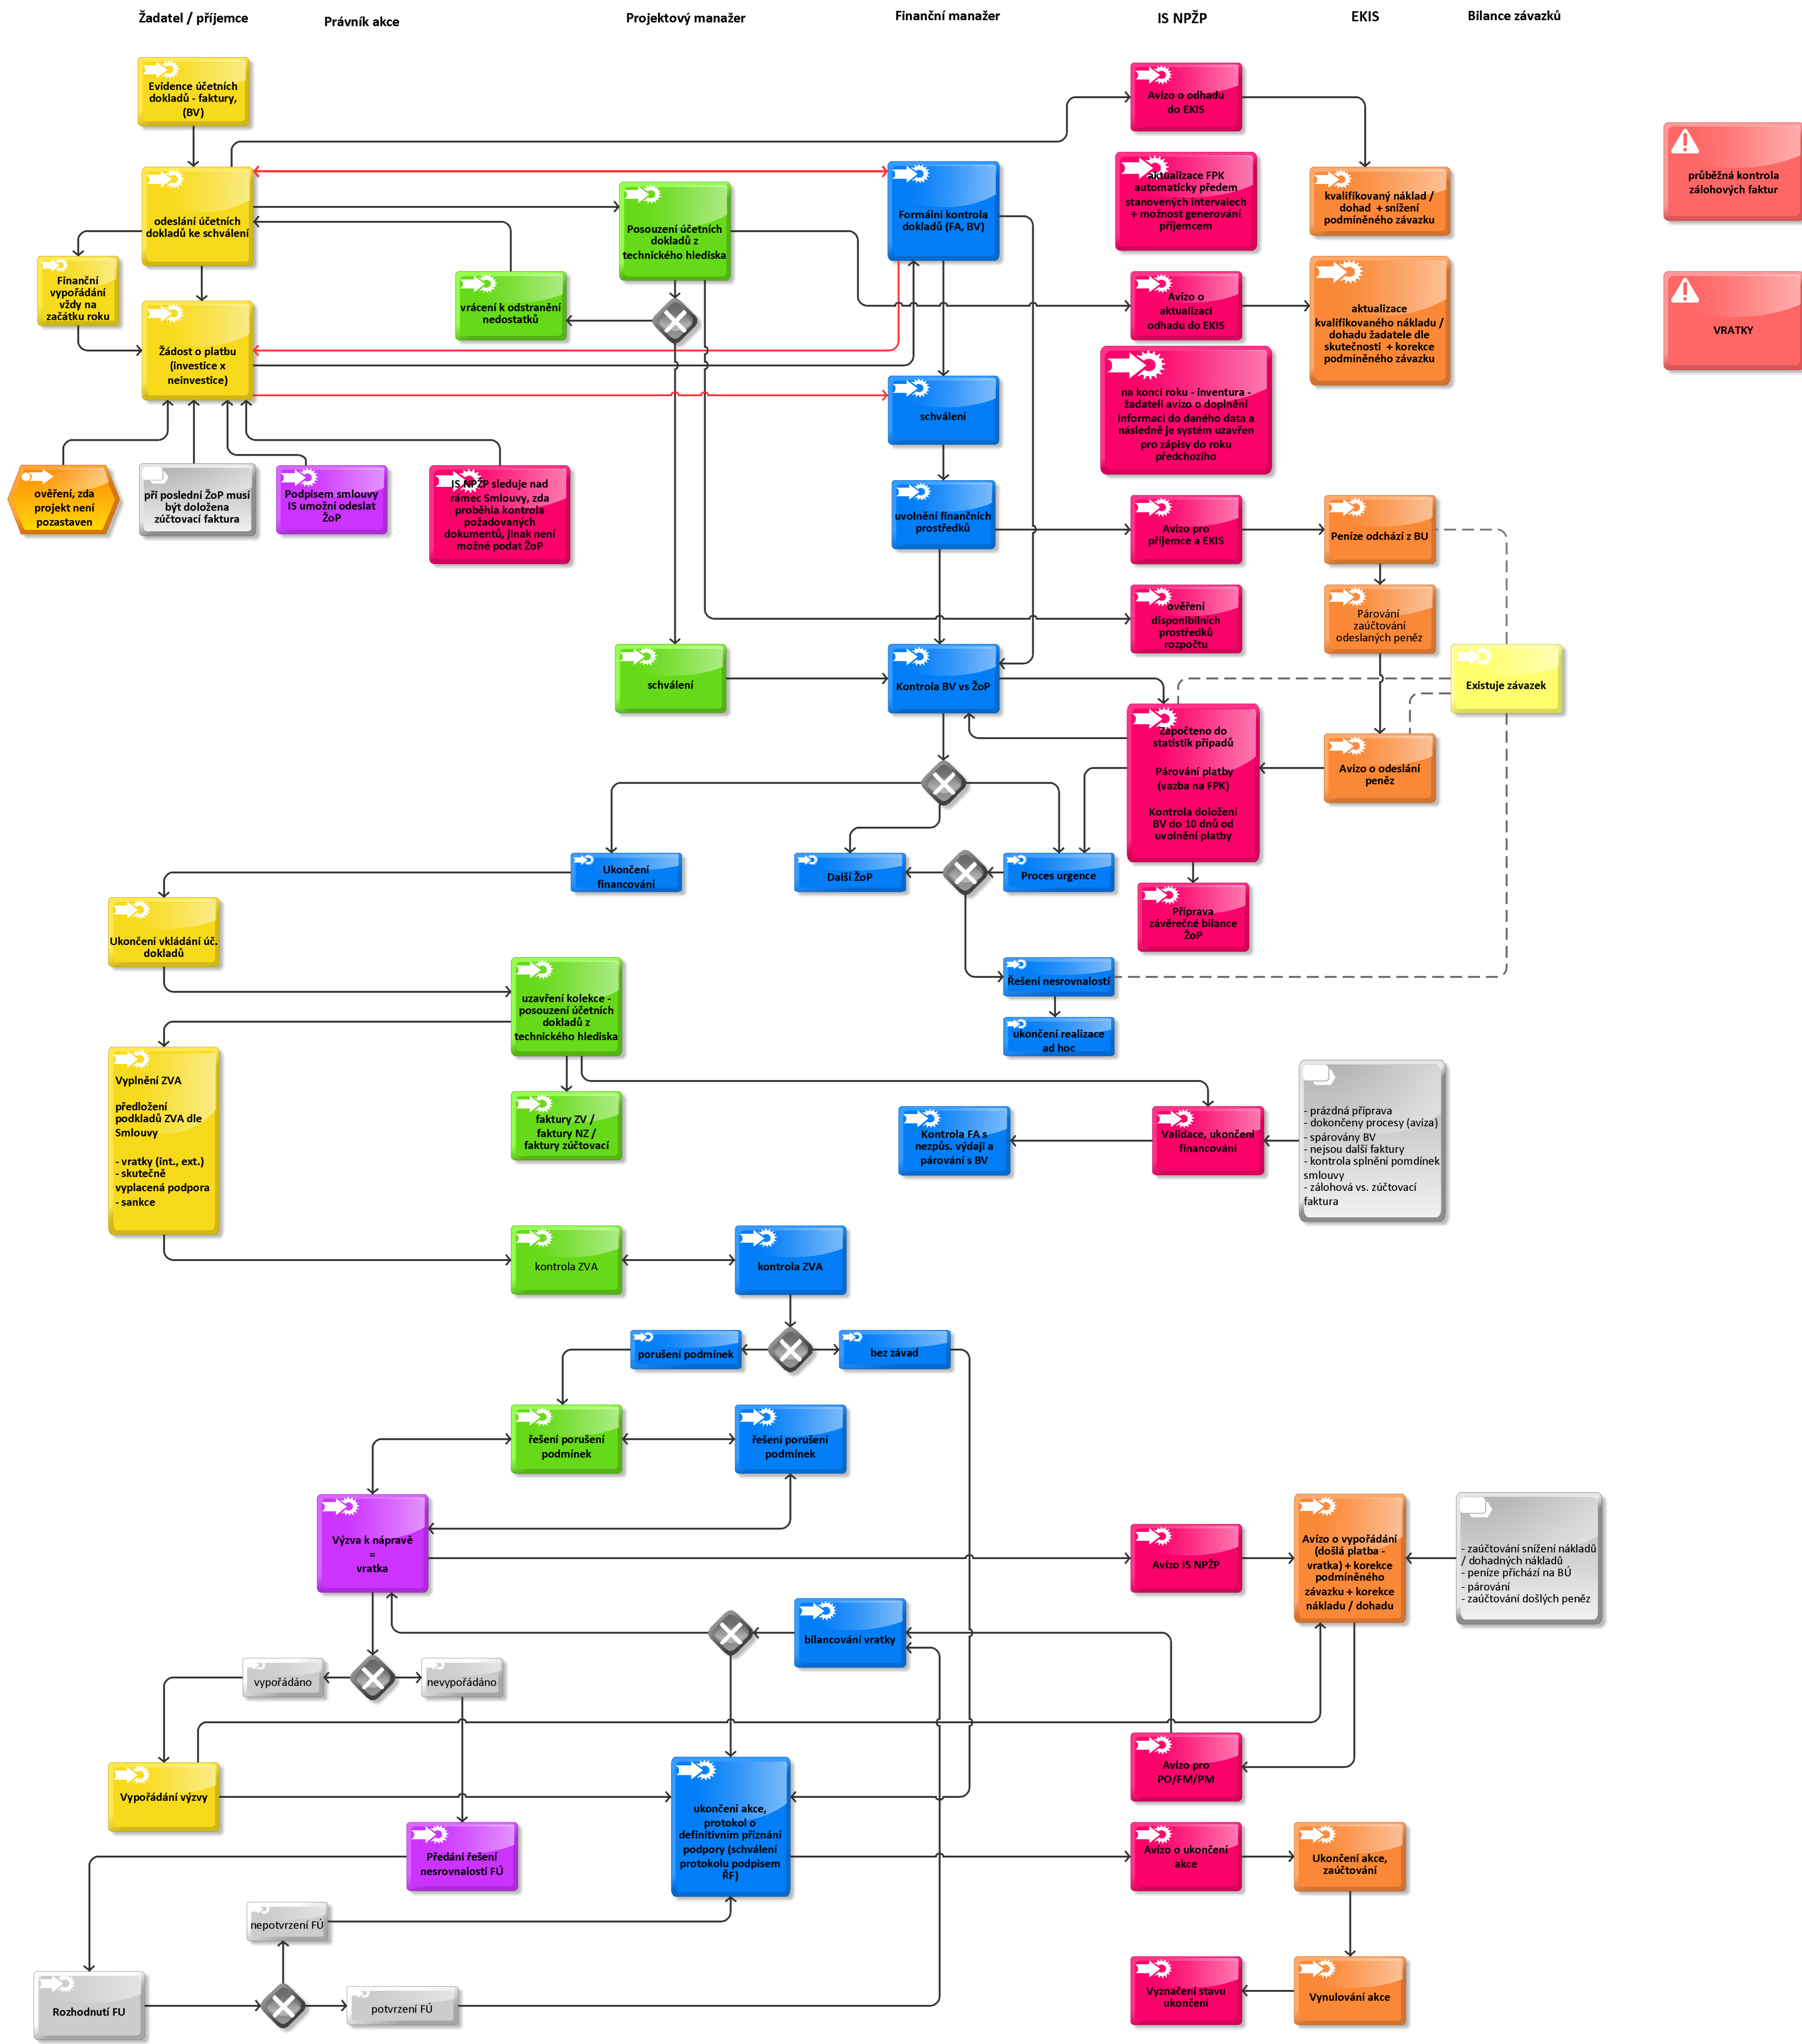 Žadatel / příjemce
Právník akce
Projektový manažer
Finanční manažer
IS NPŽP
EKIS
Bilance závazků
Evidence účetních
dokladů - faktury,
(BV)
Avízo o odhadu
do EKIS
průběžná kontrola
zálohových faktur
odeslání účetních
dokladů ke schválení
Posouzení účetních
dokladů z
technického hlediska
Formální kontrola
dokladů (FA, BV)
aktualizace FPK
automaticky předem
stanovených intervalech
+ možnost generování
příjemcem
kvalifikovaný náklad /
dohad + snížení
podmíněného závazku
Finanční
vypořádání
vždy na
začátku roku
vrácení k odstranění
nedostatků
Avízo o
aktualizaci
odhadu do EKIS
aktualizace
kvalifikovaného nákladu /
dohadu žadatele dle
skutečnosti + korekce
podmíněného závazku
VRATKY
Žádost o platbu
(investice x
neinvestice)
schválení
na konci roku - inventura -
žadateli avízo o doplnění
informací do daného data a
následně je systém uzavřen
pro zápisy do roku
předchozího
ověření, zda
projekt není
pozastaven
při poslední ŽoP musí
být doložena
zúčtovací faktura
Podpisem smlouvy
IS umožní odeslat
ŽoP
IS NPŽP sleduje nad
rámec Smlouvy, zda
proběhla kontrola
požadovaných
dokumentů, jinak není
možné podat ŽoP
uvolnění finančních
prostředků
Avízo pro
příjemce a EKIS
Peníze odchází z BU
ověření
disponibilních
prostředků
rozpočtu
Párování
zaúčtování
odeslaných peněz
schválení
Kontrola BV vs ŽoP
Existuje závazek
Započteno do
statistik případů
Párování platby
(vazba na FPK)
Kontrola doložení
BV do 10 dnů od
uvolnění platby
Avízo o odeslání
peněz
Ukončení
financování
Další ŽoP
Proces urgence
Příprava
závěrečné bilance
ŽoP
Ukončení vkládání úč.
dokladů
Řešení nesrovnalostí
uzavření kolekce -
posouzení účetních
dokladů z
technického hlediska
ukončení realizace
ad hoc
Vyplnění ZVA
předložení
podkladů ZVA dle
Smlouvy
- vratky (int., ext.)
- skutečně
vyplacená podpora
- sankce
faktury ZV /
faktury NZ /
faktury zúčtovací
Kontrola FA s
nezpůs. výdaji a
párování s BV
Validace, ukončení
financování
- prázdná příprava
- dokončeny procesy (avíza)
- spárovány BV
- nejsou další faktury
- kontrola splnění pomdínek
smlouvy
- zálohová vs. zúčtovací
faktura
kontrola ZVA
kontrola ZVA
porušení podmínek
bez závad
řešení porušení
podmínek
řešení porušení
podmínek
Výzva k nápravě
=
vratka
Avízo IS NPŽP
Avízo o vypořádání
(došlá platba -
vratka) + korekce
podmíněného
závazku + korekce
nákladu / dohadu
- zaúčtování snížení nákladů
/ dohadných nákladů
- peníze přichází na BÚ
- párování
- zaúčtování došlých peněz
bilancování vratky
vypořádáno
nevypořádáno
Vypořádání výzvy
Avízo pro
PO/FM/PM
ukončení akce,
protokol o
definitivním přiznání
podpory (schválení
protokolu podpisem
ŘF)
Předání řešení
nesrovnalostí FÚ
Avízo o ukončení
akce
Ukončení akce,
zaúčtování
nepotvrzení FÚ
Rozhodnutí FU
potvrzení FÚ
Vyznačení stavu
ukončení
Vynulování akce